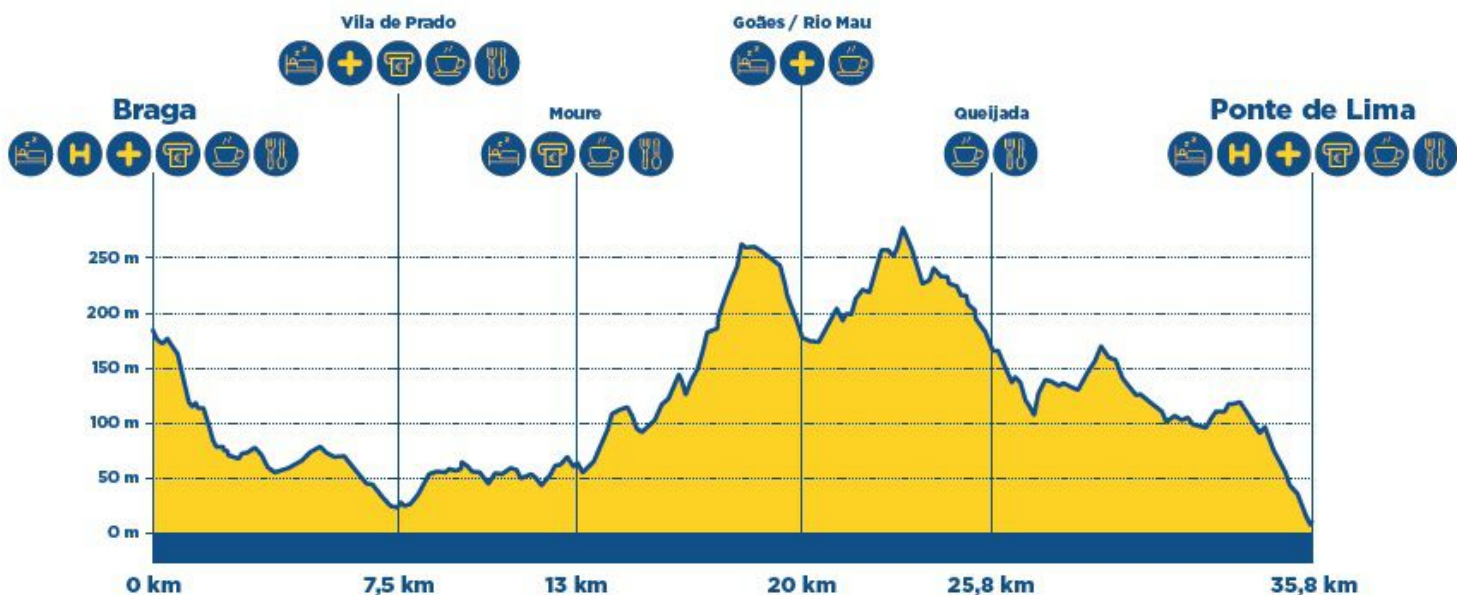 Vila de Prado
Goães / Rio Mau
Braga
Moure
Queijada
Ponte de Lima
H
H
250 m
200 m
150 m
100 m
50 m
0 m
0 km
7,5 km
13 km
20 km
25,8 km
35,8 km